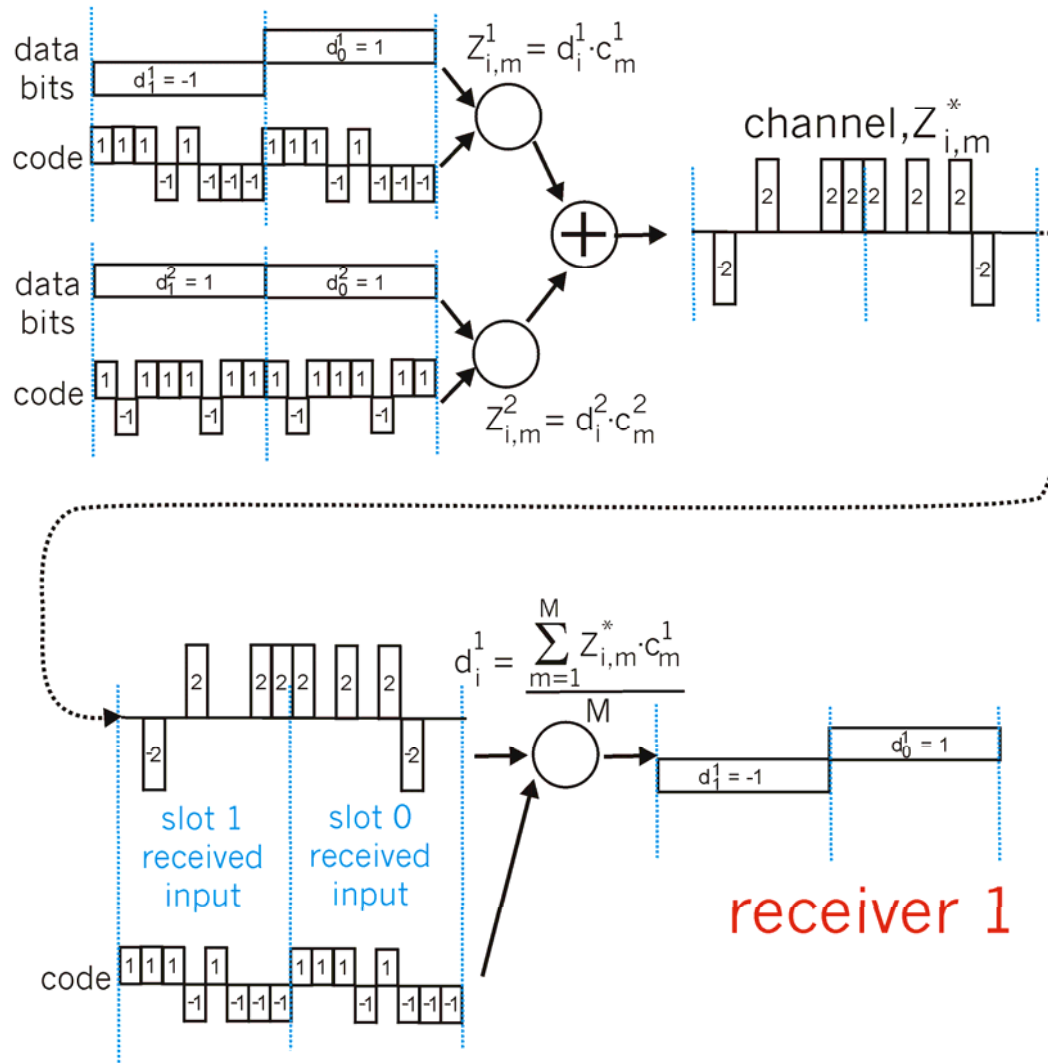 data bits
d₁¹ = -1
d₀¹ = 1
code
1 1 1 -1 1 -1 -1 -1 1 1 1 -1 1 -1 -1 -1
Z¹ᵢ,ₘ = d¹ᵢ·c¹ₘ
data bits
d₁² = 1
d₀² = 1
code
1 -1 1 1 1 -1 1 1 1 -1 1 1 1 -1 1 1
Z²ᵢ,ₘ = d²ᵢ·c²ₘ
+
channel, Z*ᵢ,ₘ
-2 2 2 2 2 2 2 -2
-2 2 2 2 2 2 2 -2
slot 1 received input
slot 0 received input
code
1 1 1 -1 1 -1 -1 -1 1 1 1 -1 1 -1 -1 -1
d¹ᵢ = Σ Z*ᵢ,ₘ·c¹ₘ
M
m=1
M
d₁¹ = -1
d₀¹ = 1
receiver 1